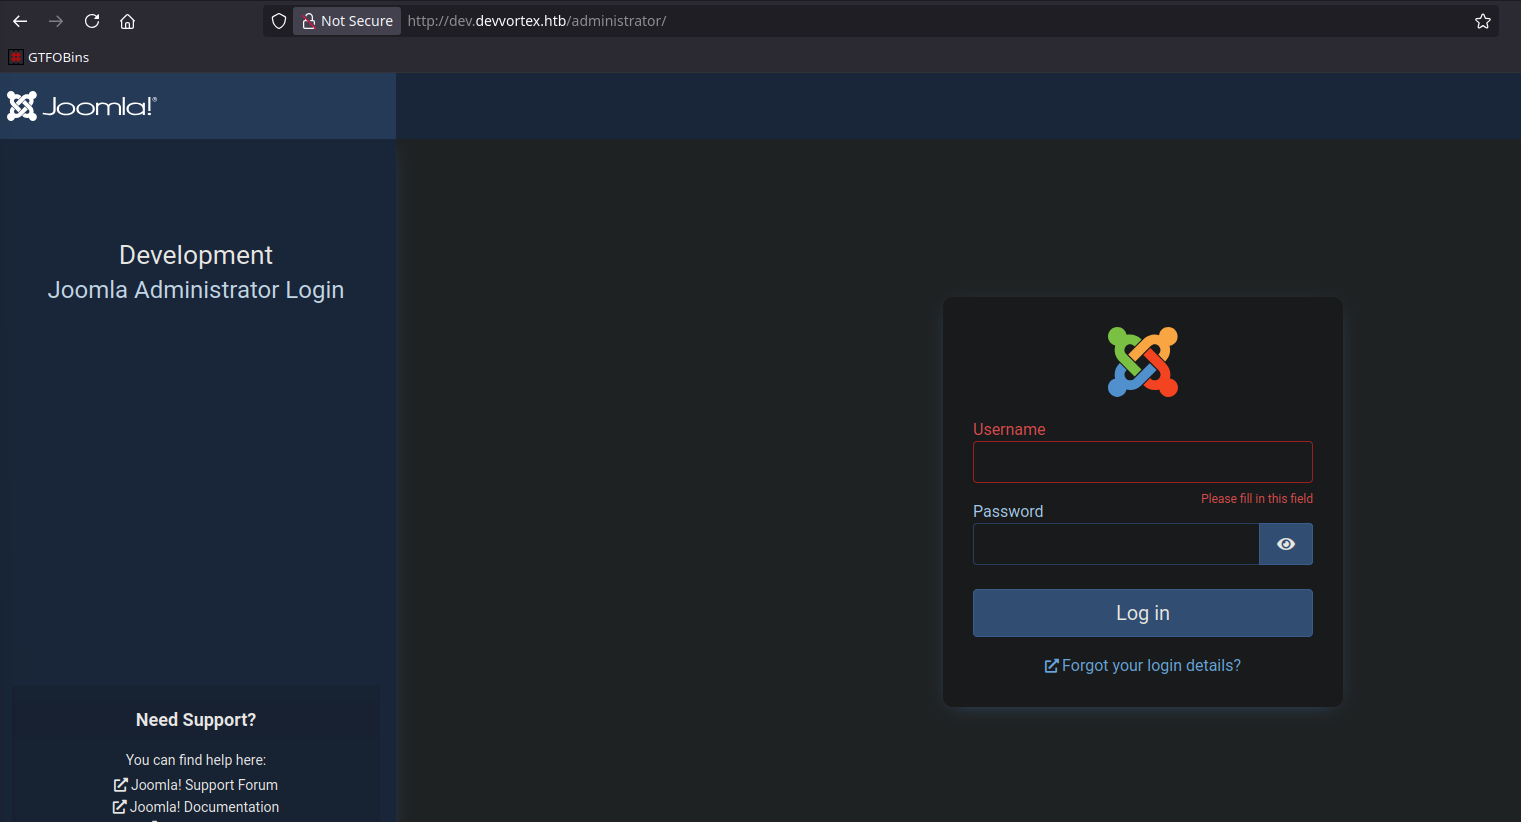 Not Secure http://dev.devvortex.htb/administrator/
GTFOBins
Joomla!®
Development
Joomla Administrator Login
Username
Please fill in this field
Password
Log in
Forgot your login details?
Need Support?
You can find help here:
Joomla! Support Forum
Joomla! Documentation